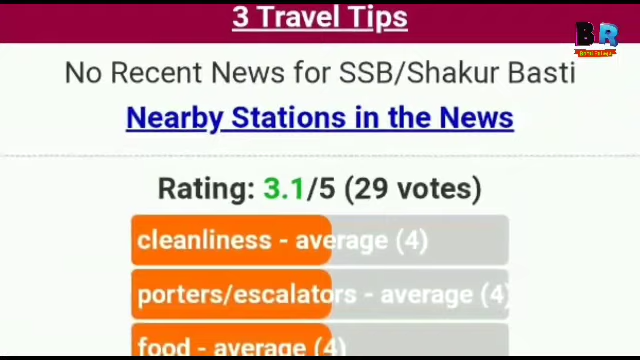 3 Travel Tips
BR
No Recent News for SSB/Shakur Basti
Nearby Stations in the News
Rating: 3.1/5 (29 votes)
cleanliness - average (4)
porters/escalators - average (4)
food - average (4)